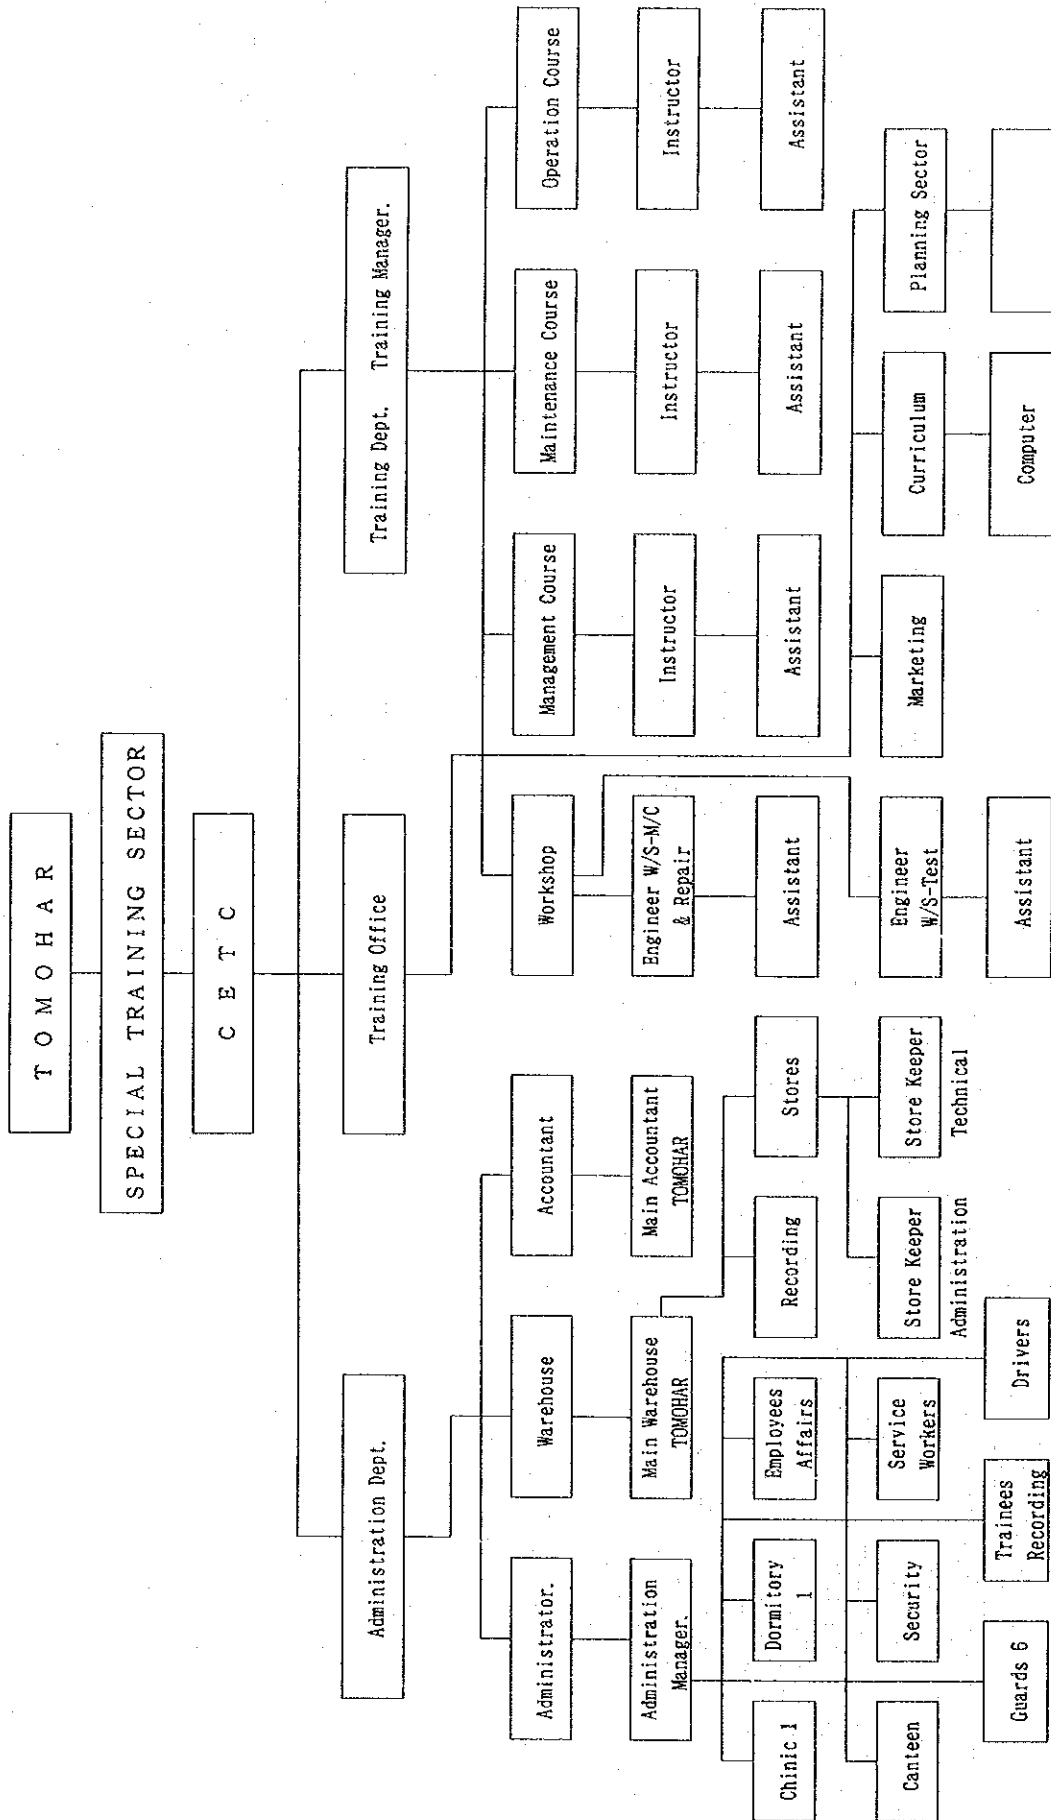 T O M O H A R
SPECIAL TRAINING SECTOR
C E T C
Administration Dept.
Training Office
Training Dept. Training Manager.
Administrator.
Warehouse
Accountant
Workshop
Management Course
Maintenance Course
Operation Course
Administration
Manager.
Main Warehouse
TOMOHAR
Main Accountant
TOMOHAR
Engineer W/S-M/C
& Repair
Instructor
Instructor
Instructor
Chinic 1
Dormitory
1
Employees
Affairs
Recording
Stores
Assistant
Assistant
Assistant
Assistant
Canteen
Security
Service
Workers
Store Keeper
Administration
Store Keeper
Technical
Engineer
W/S-Test
Marketing
Curriculum
Planning Sector
Guards 6
Trainees
Recording
Drivers
Assistant
Computer